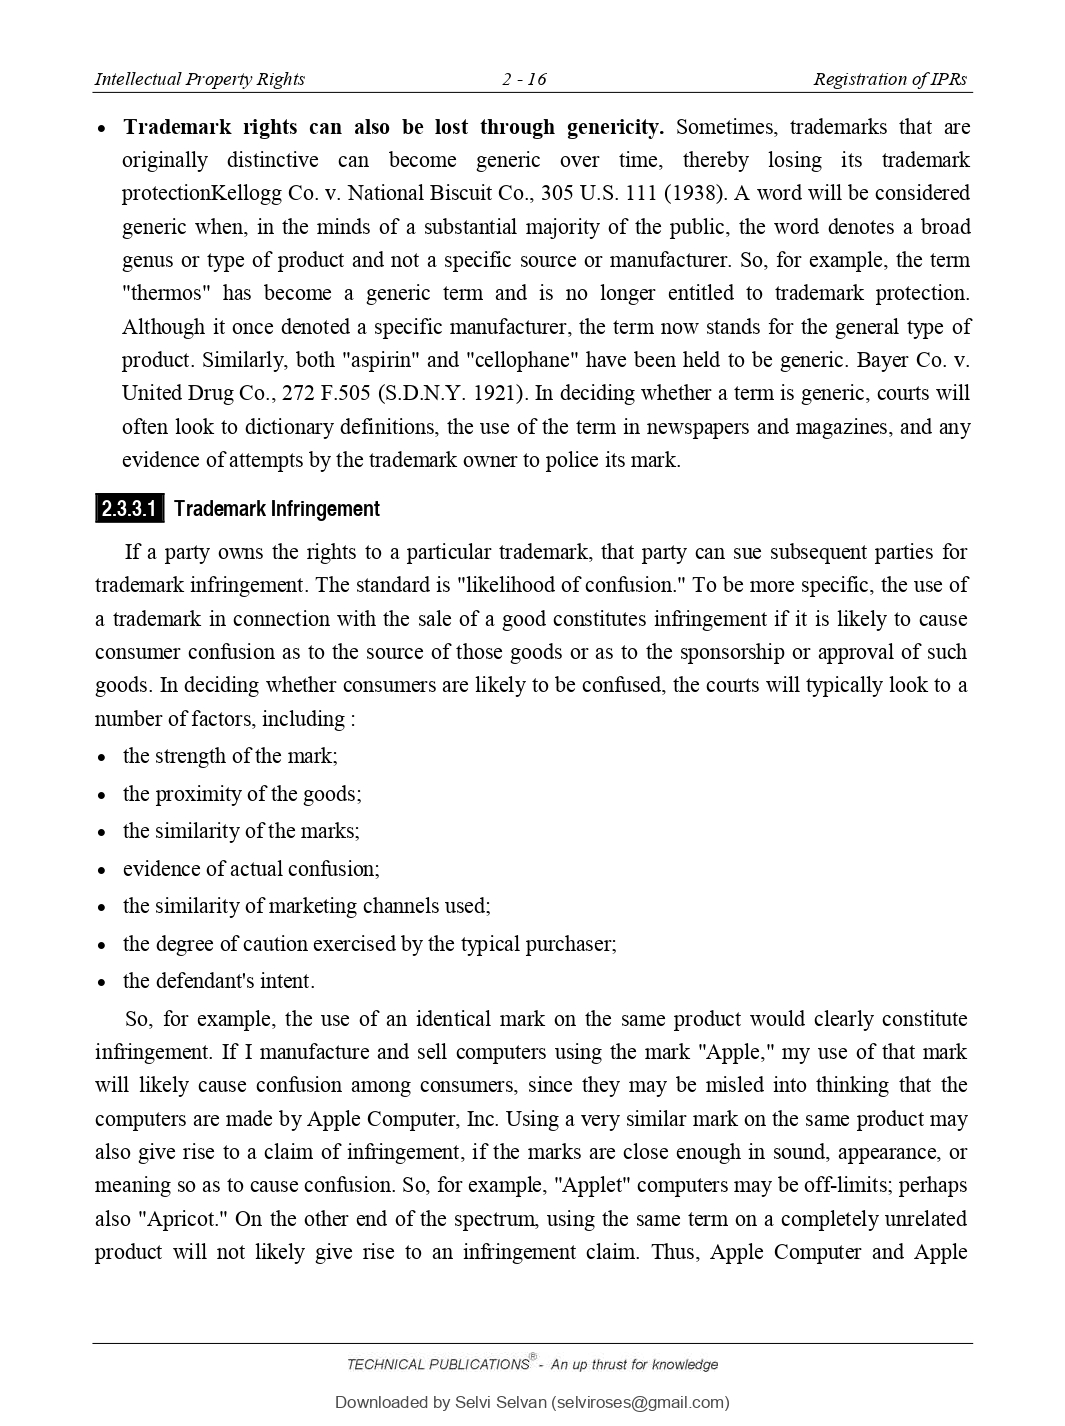 Intellectual Property Rights 2 - 16 Registration of IPRs
• Trademark rights can also be lost through genericity. Sometimes, trademarks that are
originally distinctive can become generic over time, thereby losing its trademark
protectionKellogg Co. v. National Biscuit Co., 305 U.S. 111 (1938). A word will be considered
generic when, in the minds of a substantial majority of the public, the word denotes a broad
genus or type of product and not a specific source or manufacturer. So, for example, the term
"thermos" has become a generic term and is no longer entitled to trademark protection.
Although it once denoted a specific manufacturer, the term now stands for the general type of
product. Similarly, both "aspirin" and "cellophane" have been held to be generic. Bayer Co. v.
United Drug Co., 272 F.505 (S.D.N.Y. 1921). In deciding whether a term is generic, courts will
often look to dictionary definitions, the use of the term in newspapers and magazines, and any
evidence of attempts by the trademark owner to police its mark.
2.3.3.1 Trademark Infringement
If a party owns the rights to a particular trademark, that party can sue subsequent parties for
trademark infringement. The standard is "likelihood of confusion." To be more specific, the use of
a trademark in connection with the sale of a good constitutes infringement if it is likely to cause
consumer confusion as to the source of those goods or as to the sponsorship or approval of such
goods. In deciding whether consumers are likely to be confused, the courts will typically look to a
number of factors, including :
• the strength of the mark;
• the proximity of the goods;
• the similarity of the marks;
• evidence of actual confusion;
• the similarity of marketing channels used;
• the degree of caution exercised by the typical purchaser;
• the defendant's intent.
So, for example, the use of an identical mark on the same product would clearly constitute
infringement. If I manufacture and sell computers using the mark "Apple," my use of that mark
will likely cause confusion among consumers, since they may be misled into thinking that the
computers are made by Apple Computer, Inc. Using a very similar mark on the same product may
also give rise to a claim of infringement, if the marks are close enough in sound, appearance, or
meaning so as to cause confusion. So, for example, "Applet" computers may be off-limits; perhaps
also "Apricot." On the other end of the spectrum, using the same term on a completely unrelated
product will not likely give rise to an infringement claim. Thus, Apple Computer and Apple
TECHNICAL PUBLICATIONS® - An up thrust for knowledge
Downloaded by Selvi Selvan (selviroses@gmail.com)